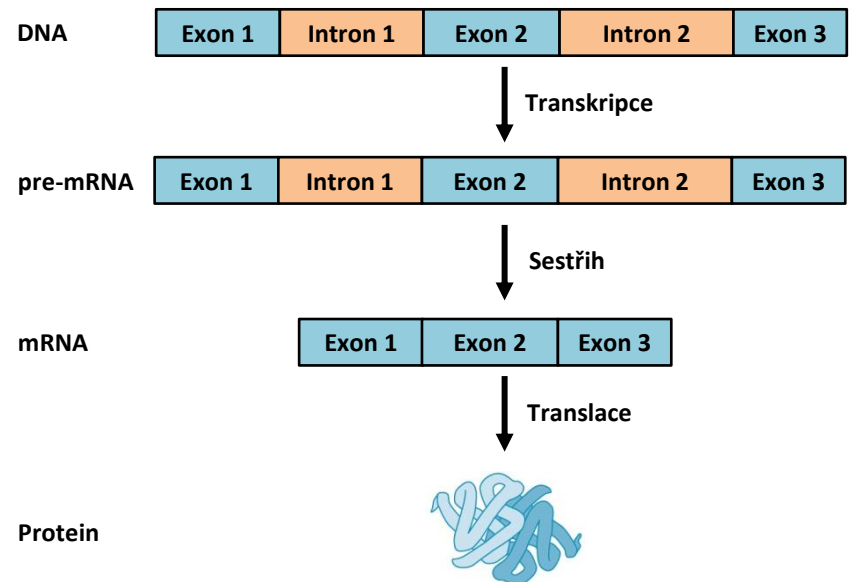 DNA Exon 1 Intron 1 Exon 2 Intron 2 Exon 3
Transkripce
pre-mRNA Exon 1 Intron 1 Exon 2 Intron 2 Exon 3
Sestřih
mRNA Exon 1 Exon 2 Exon 3
Translace
Protein